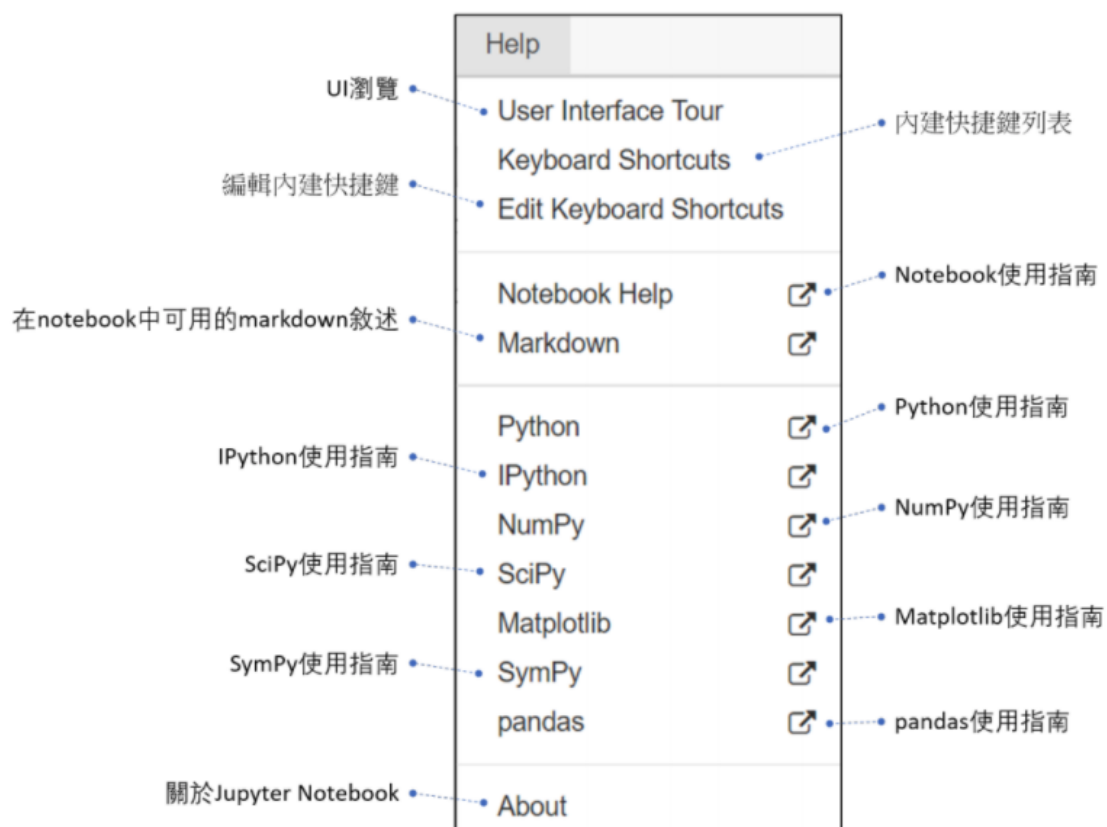 Help
UI瀏覽
User Interface Tour
內建快捷鍵列表
Keyboard Shortcuts
編輯內建快捷鍵
Edit Keyboard Shortcuts
Notebook使用指南
Notebook Help
在notebook中可用的markdown敘述
Markdown
Python使用指南
Python
IPython使用指南
IPython
NumPy使用指南
NumPy
SciPy使用指南
SciPy
Matplotlib使用指南
Matplotlib
SymPy使用指南
SymPy
pandas使用指南
pandas
關於Jupyter Notebook
About